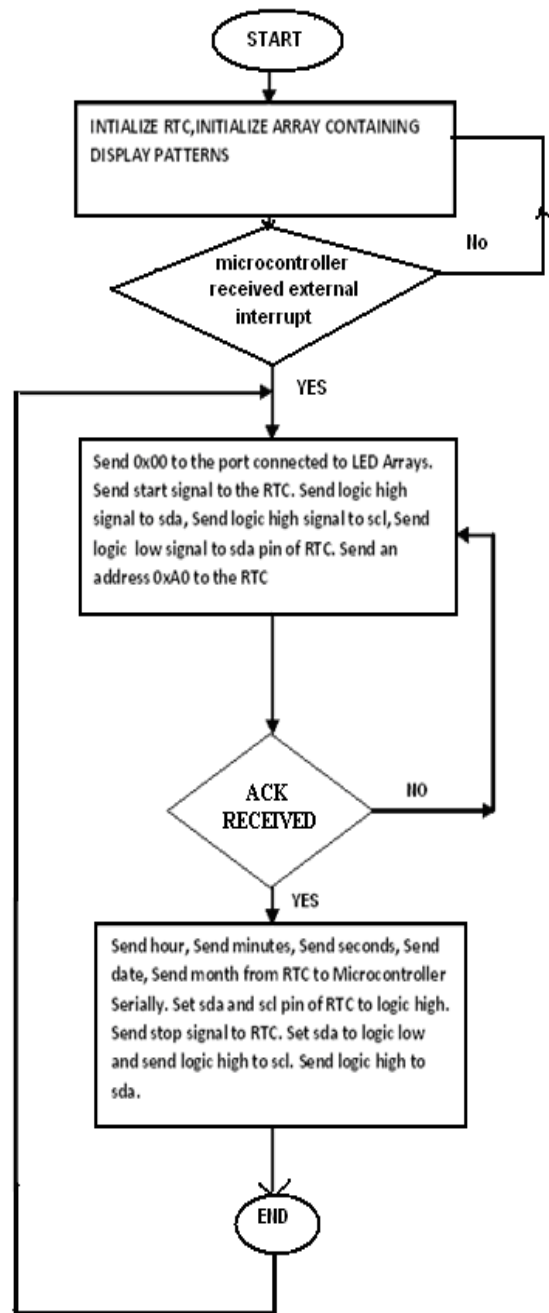 START
INTIALIZE RTC,INITIALIZE ARRAY CONTAINING
DISPLAY PATTERNS
No
microcontroller
received external
interrupt
YES
Send 0x00 to the port connected to LED Arrays.
Send start signal to the RTC. Send logic high
signal to sda, Send logic high signal to scl, Send
logic low signal to sda pin of RTC. Send an
address 0xA0 to the RTC
ACK
RECEIVED
NO
YES
Send hour, Send minutes, Send seconds, Send
date, Send month from RTC to Microcontroller
Serially. Set sda and scl pin of RTC to logic high.
Send stop signal to RTC. Set sda to logic low
and send logic high to scl. Send logic high to
sda.
END